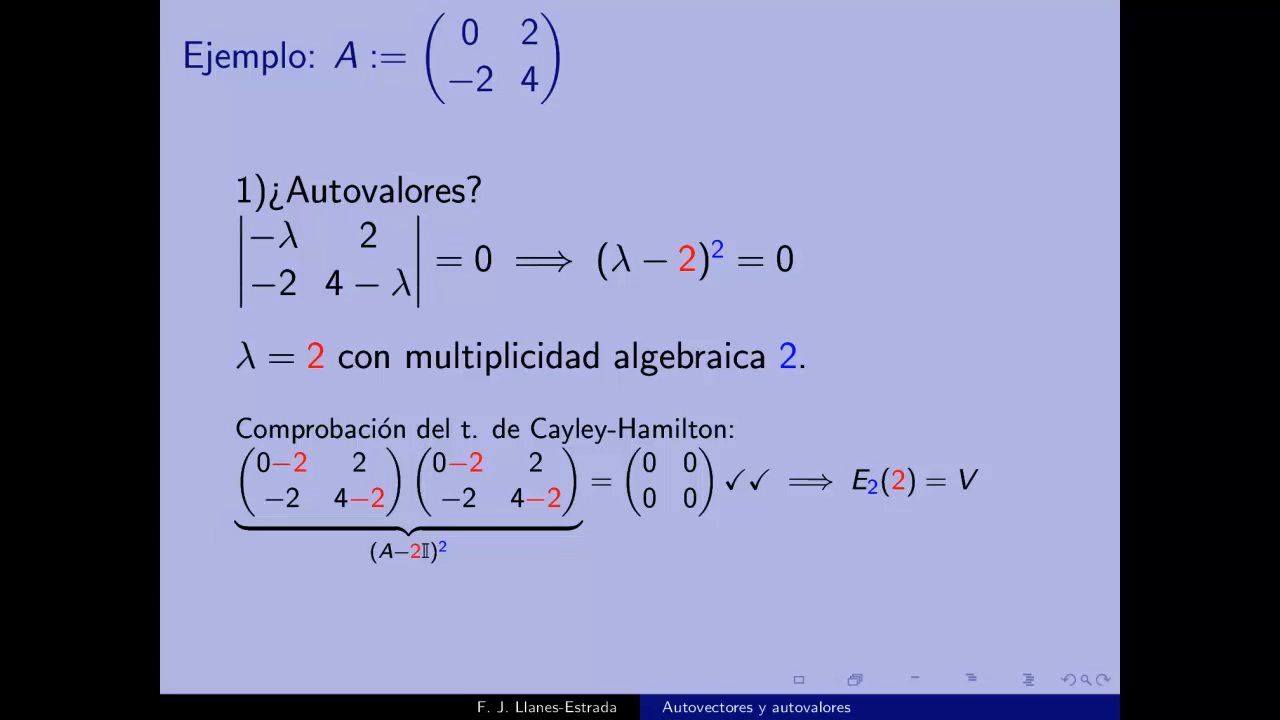 Ejemplo: A := ( 0 2
−2 4 )
1)¿Autovalores?
| −λ 2
−2 4 − λ | = 0 ⟹ (λ − 2)² = 0
λ = 2 con multiplicidad algebraica 2.
Comprobación del t. de Cayley-Hamilton:
( 0−2 2
−2 4−2 ) ( 0−2 2
−2 4−2 ) = ( 0 0
0 0 ) ✓✓ ⟹ E₂(2) = V
(A−2𝕀)²
F. J. Llanes-Estrada
Autovectores y autovalores